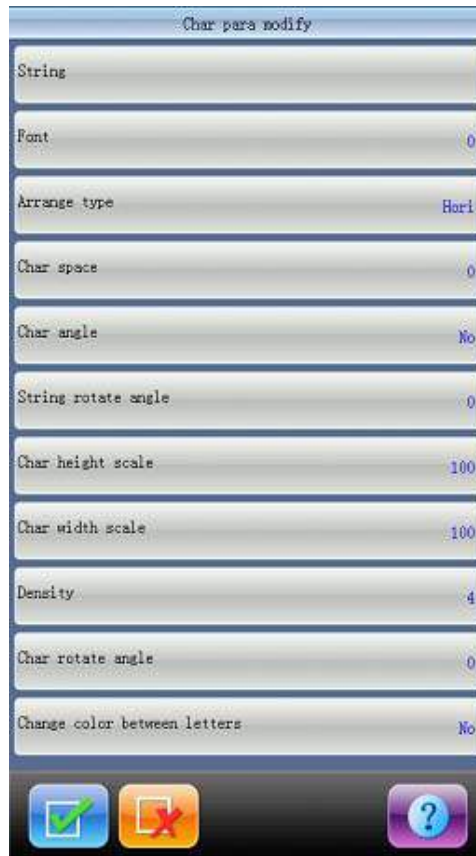 Char para modify
String
Font 0
Arrange type Hori
Char space 0
Char angle No
String rotate angle 0
Char height scale 100
Char width scale 100
Density 4
Char rotate angle 0
Change color between letters No
?